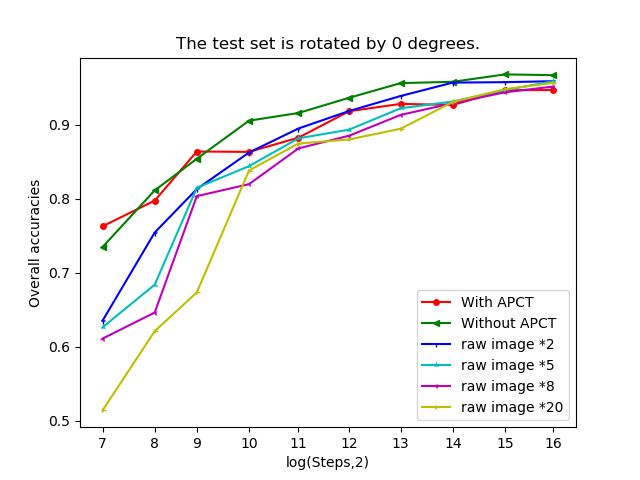 The test set is rotated by 0 degrees.
Overall accuracies
0.9
0.8
0.7
0.6
0.5
With APCT
Without APCT
raw image *2
raw image *5
raw image *8
raw image *20
7 8 9 10 11 12 13 14 15 16
log(Steps,2)